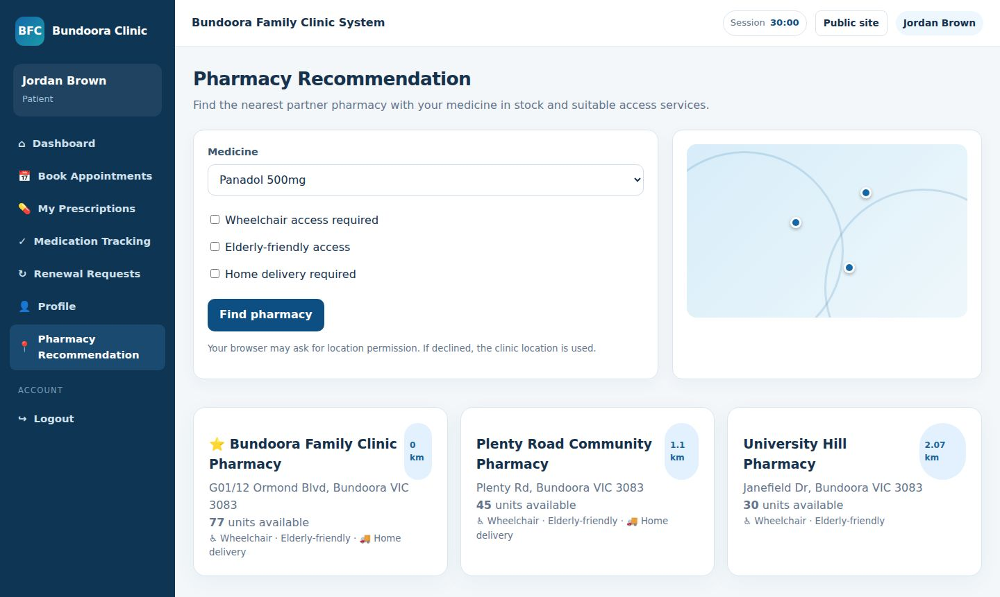 BFC Bundoora Clinic
Jordan Brown
Patient
Dashboard
Book Appointments
My Prescriptions
Medication Tracking
Renewal Requests
Profile
Pharmacy
Recommendation
ACCOUNT
Logout
Bundoora Family Clinic System
Session 30:00
Public site
Jordan Brown
Pharmacy Recommendation
Find the nearest partner pharmacy with your medicine in stock and suitable access services.
Medicine
Panadol 500mg
Wheelchair access required
Elderly-friendly access
Home delivery required
Find pharmacy
Your browser may ask for location permission. If declined, the clinic location is used.
⭐ Bundoora Family Clinic
Pharmacy
0
km
G01/12 Ormond Blvd, Bundoora VIC
3083
77 units available
♿ Wheelchair · Elderly-friendly · 🚚 Home
delivery
Plenty Road Community
Pharmacy
1.1
km
Plenty Rd, Bundoora VIC 3083
45 units available
♿ Wheelchair · Elderly-friendly · 🚚 Home
delivery
University Hill
Pharmacy
2.07
km
Janefield Dr, Bundoora VIC 3083
30 units available
♿ Wheelchair · Elderly-friendly